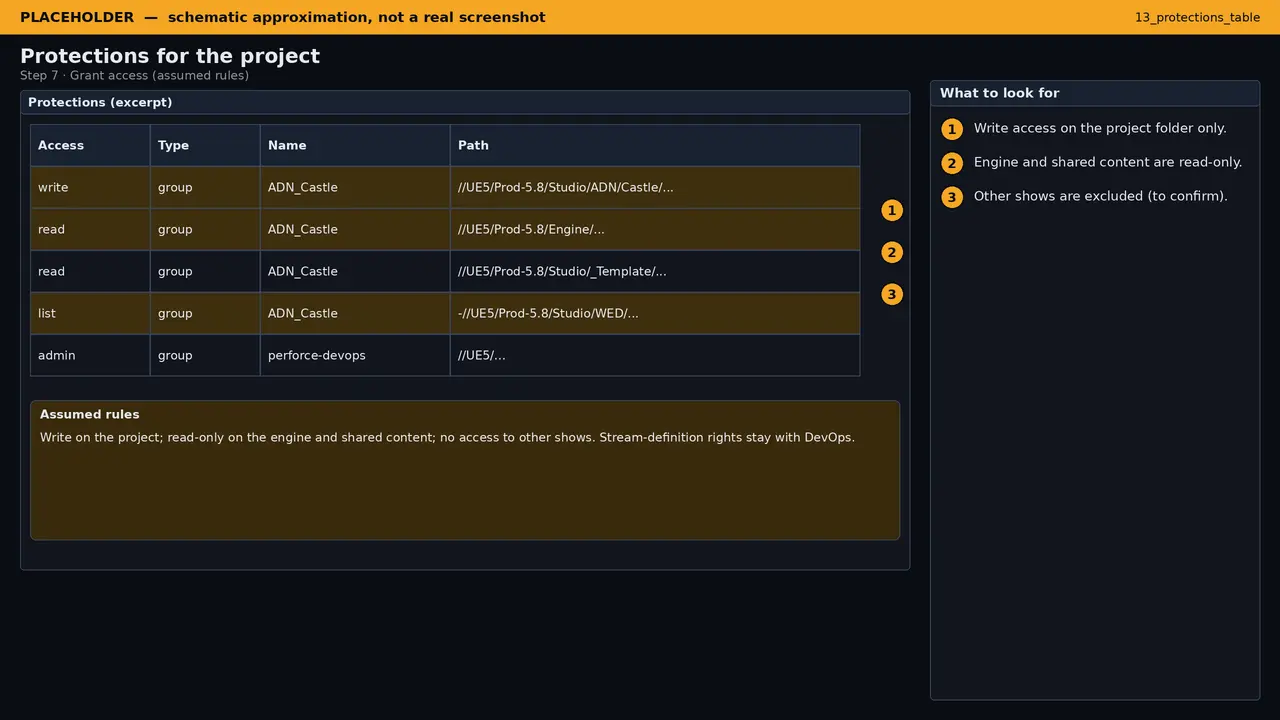 PLACEHOLDER — schematic approximation, not a real screenshot
13_protections_table
Protections for the project
Step 7 · Grant access (assumed rules)
Protections (excerpt)
Access Type Name Path
write group ADN_Castle //UE5/Prod-5.8/Studio/ADN/Castle/...
1
read group ADN_Castle //UE5/Prod-5.8/Engine/...
2
read group ADN_Castle //UE5/Prod-5.8/Studio/_Template/...
3
list group ADN_Castle -//UE5/Prod-5.8/Studio/WED/...
admin group perforce-devops //UE5/...
Assumed rules
Write on the project; read-only on the engine and shared content; no access to other shows. Stream-definition rights stay with DevOps.
What to look for
1 Write access on the project folder only.
2 Engine and shared content are read-only.
3 Other shows are excluded (to confirm).